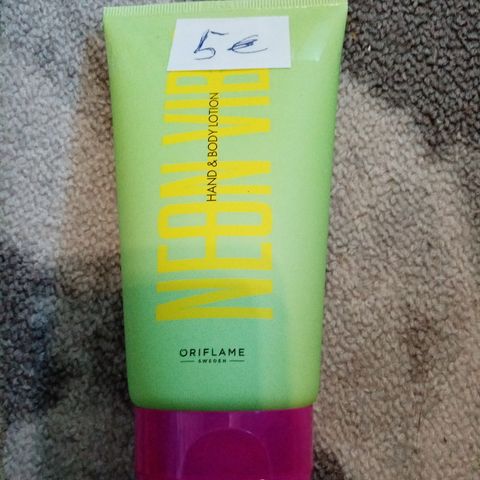 5€
NEON VIB
HAND & BODY LOTION
ORIFLAME
SWEDEN